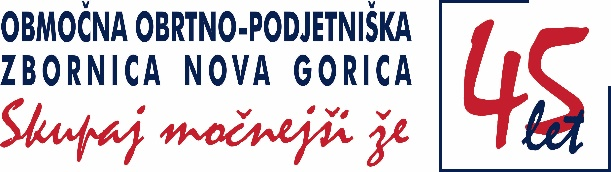 OBMOČNA OBRTNO-PODJETNIŠKA
ZBORNICA NOVA GORICA
Skupaj močnejši že
45
let